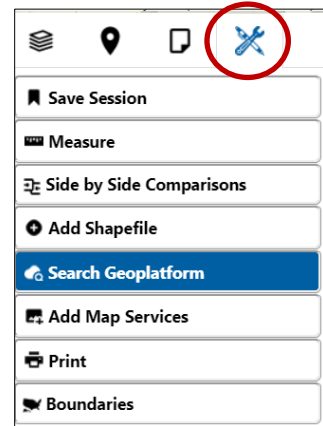 Save Session
Measure
Side by Side Comparisons
Add Shapefile
Search Geoplatform
Add Map Services
Print
Boundaries